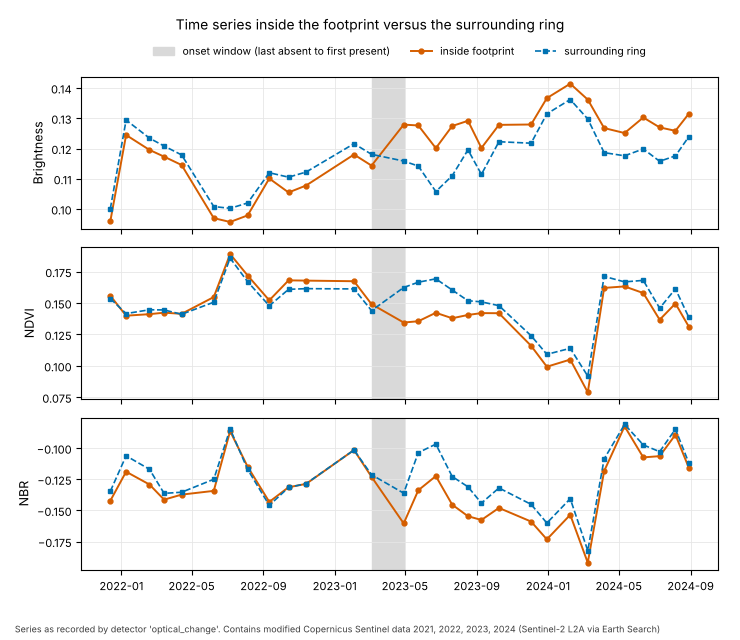 Time series inside the footprint versus the surrounding ring
onset window (last absent to first present) inside footprint surrounding ring
Brightness
0.14
0.13
0.12
0.11
0.10
NDVI
0.175
0.150
0.125
0.100
0.075
NBR
−0.100
−0.125
−0.150
−0.175
2022-01 2022-05 2022-09 2023-01 2023-05 2023-09 2024-01 2024-05 2024-09
Series as recorded by detector 'optical_change'. Contains modified Copernicus Sentinel data 2021, 2022, 2023, 2024 (Sentinel-2 L2A via Earth Search)